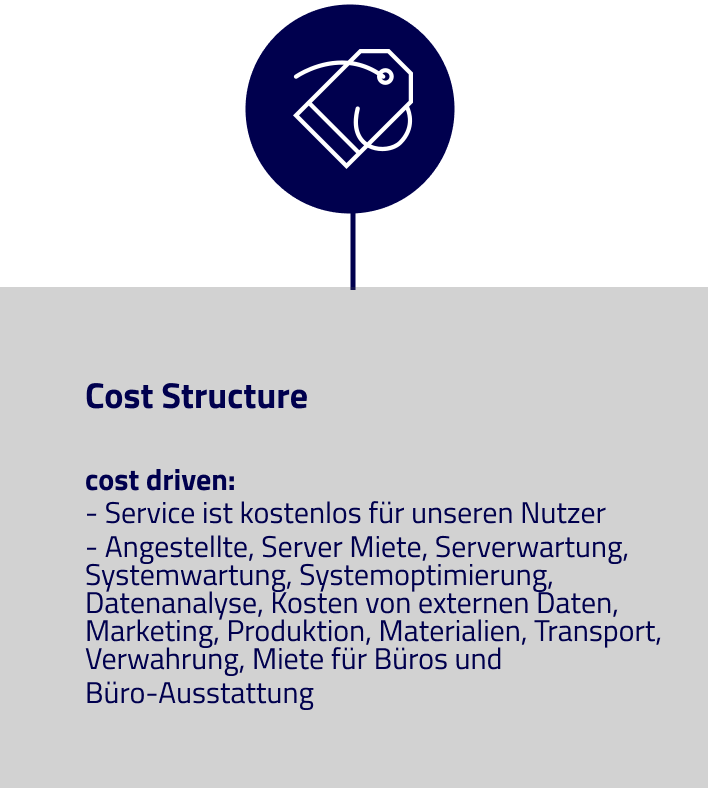 Cost Structure
cost driven:
- Service ist kostenlos für unseren Nutzer
- Angestellte, Server Miete, Serverwartung,
Systemwartung, Systemoptimierung,
Datenanalyse, Kosten von externen Daten,
Marketing, Produktion, Materialien, Transport,
Verwahrung, Miete für Büros und
Büro-Ausstattung